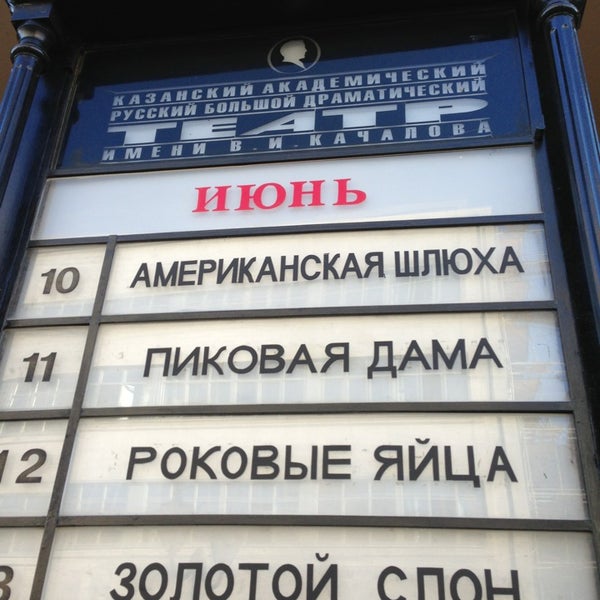 КАЗАНСКИЙ АКАДЕМИЧЕСКИЙ
РУССКИЙ БОЛЬШОЙ ДРАМАТИЧЕСКИЙ
ТЕАТР
ИМЕНИ В.И.КАЧАЛОВА
ИЮНЬ
10 АМЕРИКАНСКАЯ ШЛЮХА
11 ПИКОВАЯ ДАМА
12 РОКОВЫЕ ЯЙЦА
3 ЗОЛОТОЙ СЛОН